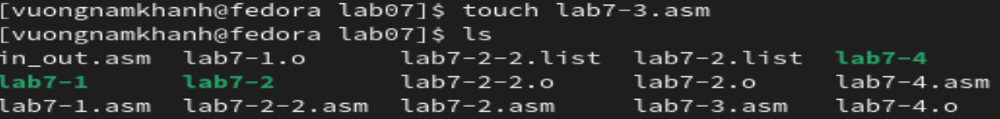 [vuongnamkhanh@fedora lab07]$ touch lab7-3.asm
[vuongnamkhanh@fedora lab07]$ ls
in_out.asm  lab7-1.o        lab7-2-2.list  lab7-2.list  lab7-4
lab7-1      lab7-2          lab7-2-2.o     lab7-2.o     lab7-4.asm
lab7-1.asm  lab7-2-2.asm    lab7-2.asm     lab7-3.asm   lab7-4.o